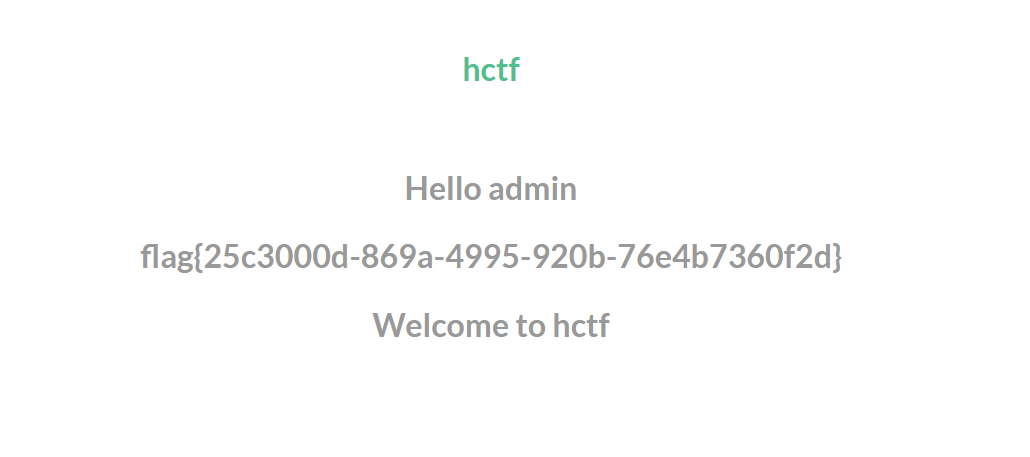 hctf
Hello admin
flag{25c3000d-869a-4995-920b-76e4b7360f2d}
Welcome to hctf